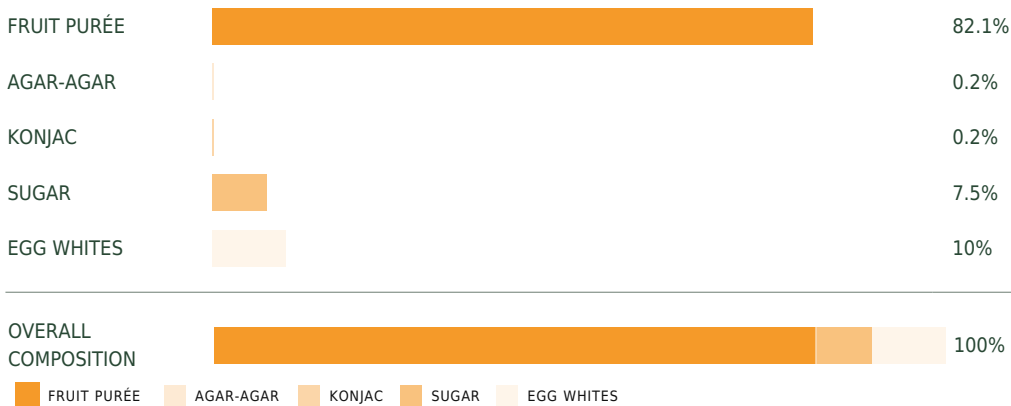 FRUIT PURÉE 82.1%
AGAR-AGAR 0.2%
KONJAC 0.2%
SUGAR 7.5%
EGG WHITES 10%
OVERALL
COMPOSITION 100%
FRUIT PURÉE AGAR-AGAR KONJAC SUGAR EGG WHITES